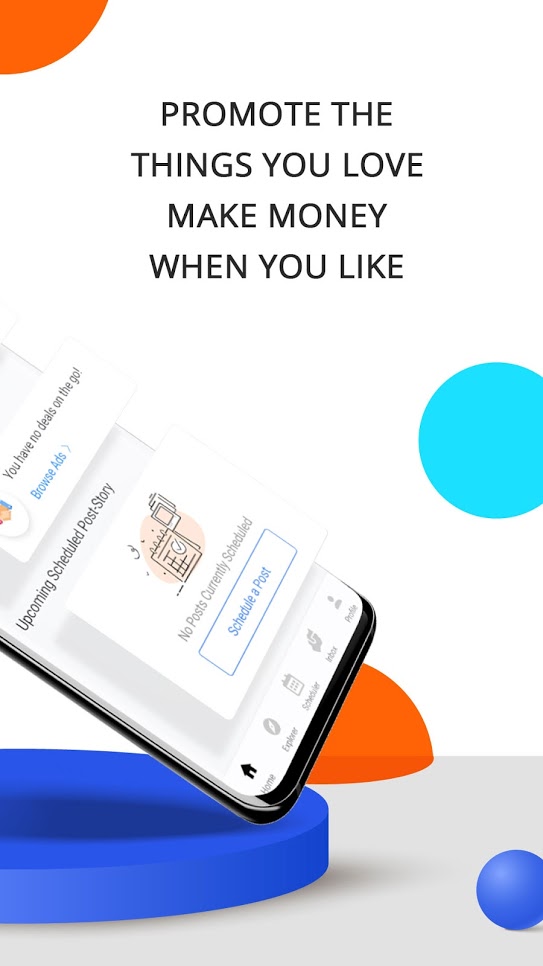 PROMOTE THE
THINGS YOU LOVE
MAKE MONEY
WHEN YOU LIKE
You have no deals on the go!
Browse Ads
Upcoming Scheduled Post-Story
No Posts Currently Scheduled
Schedule a Post
Home
Explorer
Scheduler
Inbox
Profile